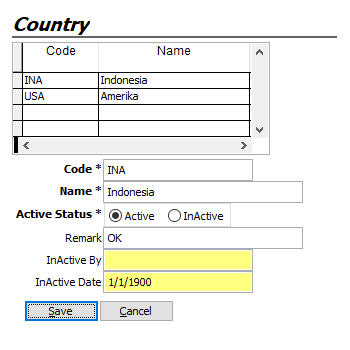 Country
Code Name
INA Indonesia
USA Amerika
Code * INA
Name * Indonesia
Active Status * Active InActive
Remark OK
InActive By
InActive Date 1/1/1900
Save Cancel